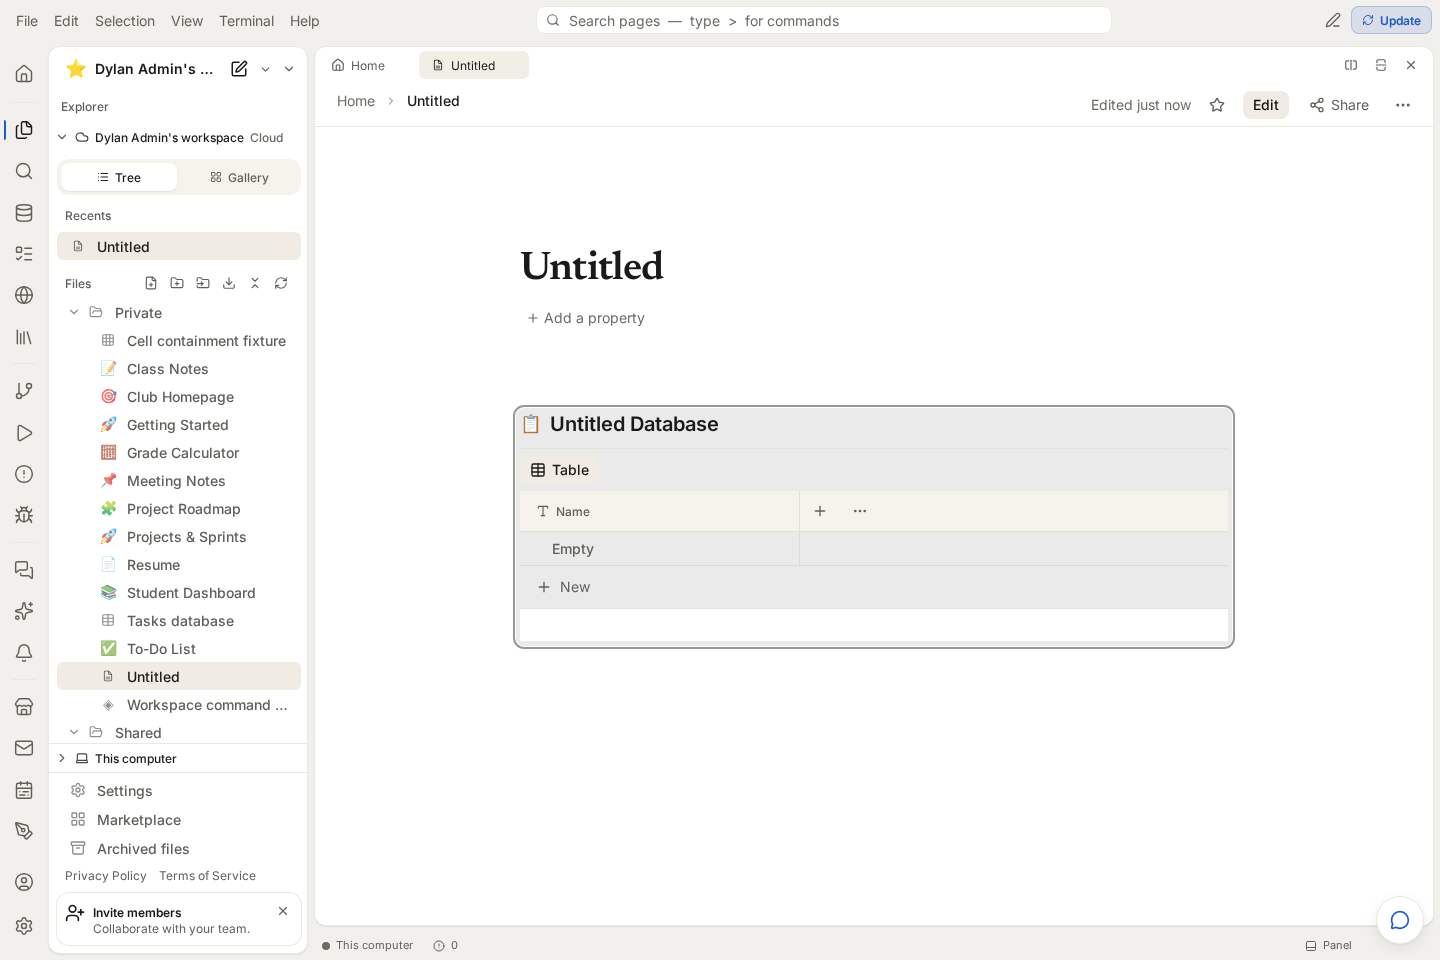 File Edit Selection View Terminal Help
Search pages — type > for commands
Update
Dylan Admin's ...
Explorer
Dylan Admin's workspace Cloud
Tree Gallery
Recents
Untitled
Files
Private
Cell containment fixture
Class Notes
Club Homepage
Getting Started
Grade Calculator
Meeting Notes
Project Roadmap
Projects & Sprints
Resume
Student Dashboard
Tasks database
To-Do List
Untitled
Workspace command ...
Shared
This computer
Settings
Marketplace
Archived files
Privacy Policy Terms of Service
Invite members
Collaborate with your team.
Home Untitled
Home > Untitled
Edited just now Edit Share
Untitled
+ Add a property
Untitled Database
Table
Name
Empty
+ New
This computer 0
Panel